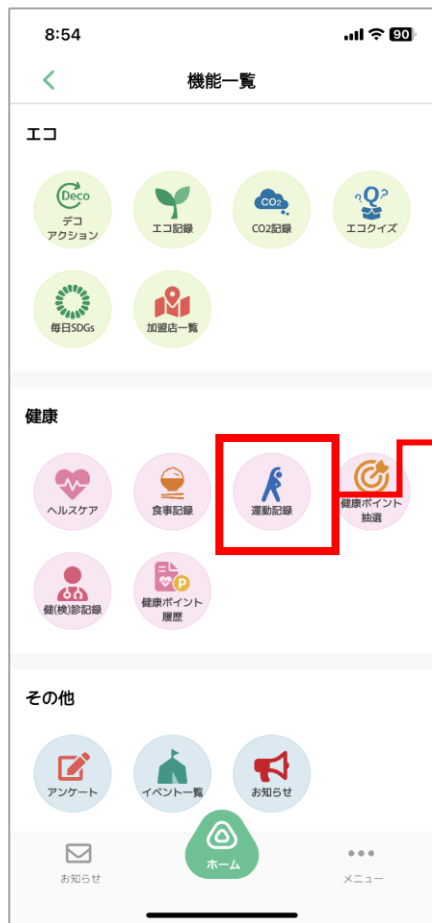 8:54
90
機能一覧
エコ
Deco
デコ
アクション
エコ記録
CO2
CO2記録
Q
エコクイズ
毎日SDGs
加盟店一覧
健康
ヘルスケア
食事記録
運動記録
健康ポイント
抽選
健(検)診記録
P
健康ポイント
履歴
その他
アンケート
イベント一覧
お知らせ
お知らせ
ホーム
メニュー